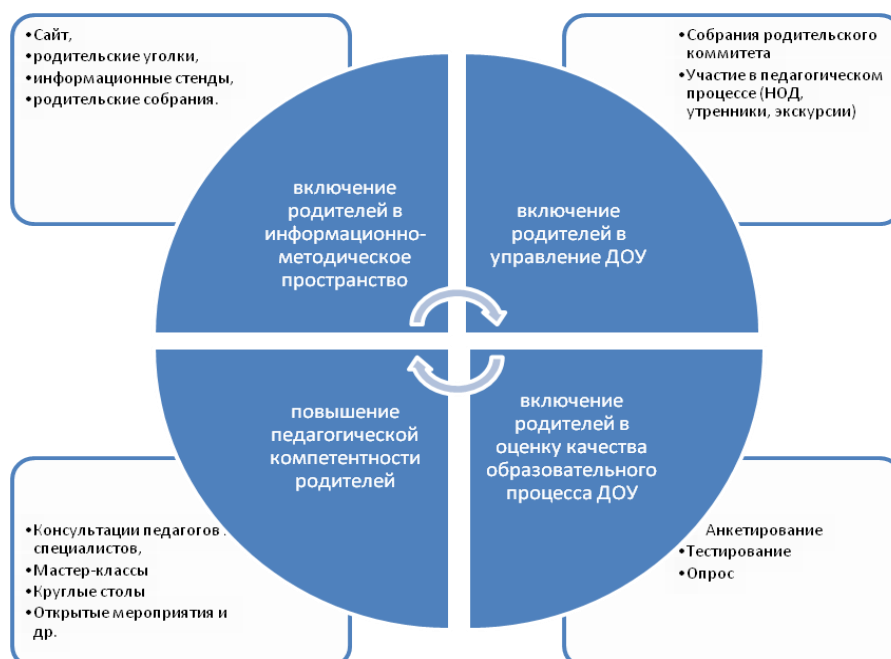 •Сайт,
•родительские уголки,
•информационные стенды,
•родительские собрания.
•Собрания родительского
коммитета
•Участие в педагогическом
процессе (НОД,
утренники, экскурсии)
включение
родителей в
информационно-
методическое
пространство
включение
родителей в
управление ДОУ
повышение
педагогической
компетентности
родителей
включение
родителей в
оценку качества
образовательного
процесса ДОУ
•Консультации педагогов
специалистов,
•Мастер-классы
•Круглые столы
•Открытые мероприятия и
др.
Анкетирование
•Тестирование
•Опрос